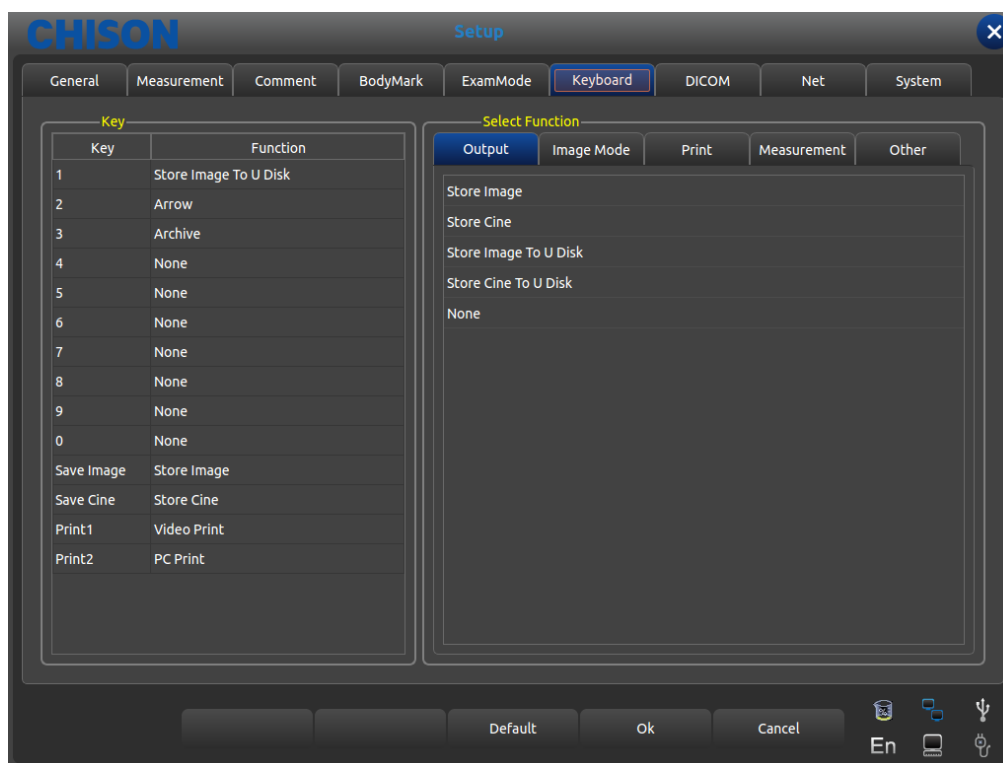 CHISON
Setup
General Measurement Comment BodyMark ExamMode Keyboard DICOM Net System
Key
Key Function
1 Store Image To U Disk
2 Arrow
3 Archive
4 None
5 None
6 None
7 None
8 None
9 None
0 None
Save Image Store Image
Save Cine Store Cine
Print1 Video Print
Print2 PC Print
Select Function
Output Image Mode Print Measurement Other
Store Image
Store Cine
Store Image To U Disk
Store Cine To U Disk
None
Default Ok Cancel
En